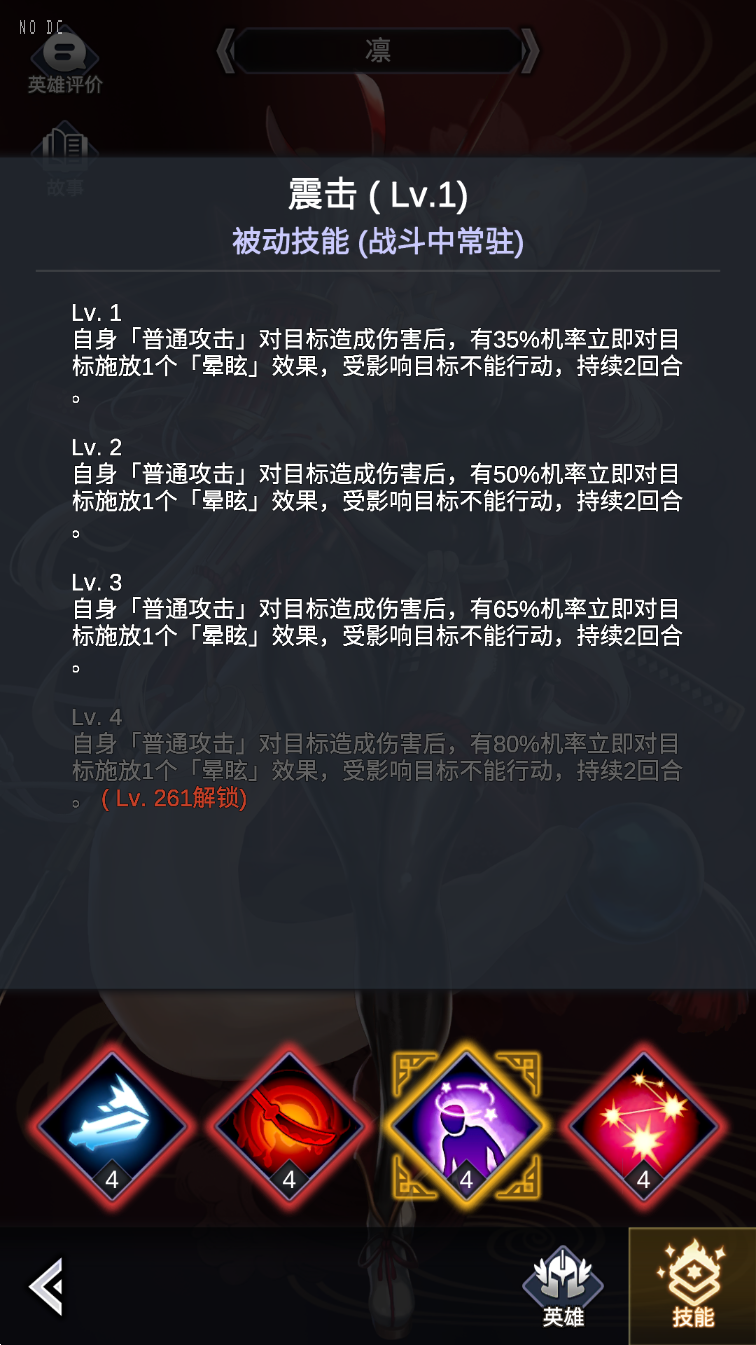 NO DC
凛
英雄评价
故事
震击 ( Lv.1)
被动技能 (战斗中常驻)
Lv. 1
自身「普通攻击」对目标造成伤害后，有35%机率立即对目
标施放1个「晕眩」效果，受影响目标不能行动，持续2回合
。
Lv. 2
自身「普通攻击」对目标造成伤害后，有50%机率立即对目
标施放1个「晕眩」效果，受影响目标不能行动，持续2回合
。
Lv. 3
自身「普通攻击」对目标造成伤害后，有65%机率立即对目
标施放1个「晕眩」效果，受影响目标不能行动，持续2回合
。
Lv. 4
自身「普通攻击」对目标造成伤害后，有80%机率立即对目
标施放1个「晕眩」效果，受影响目标不能行动，持续2回合
。 ( Lv. 261解锁)
4 4 4 4
英雄 技能